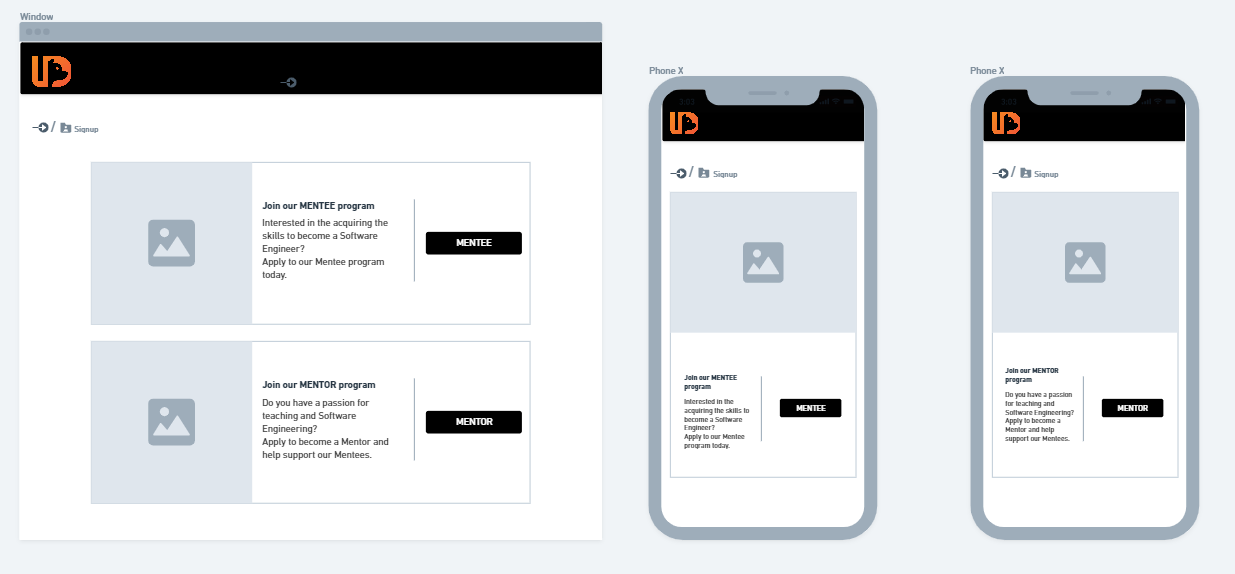 Window
/ Signup
Join our MENTEE program
Interested in the acquiring the
skills to become a Software
Engineer?
Apply to our Mentee program
today.
MENTEE
Join our MENTOR program
Do you have a passion for
teaching and Software
Engineering?
Apply to become a Mentor and
help support our Mentees.
MENTOR
Phone X
/ Signup
Join our MENTEE
program
Interested in the
acquiring the skills to
become a Software
Engineer?
Apply to our Mentee
program today.
MENTEE
Phone X
/ Signup
Join our MENTOR
program
Do you have a passion
for teaching and
Software Engineering?
Apply to become a
Mentor and help
support our Mentees.
MENTOR